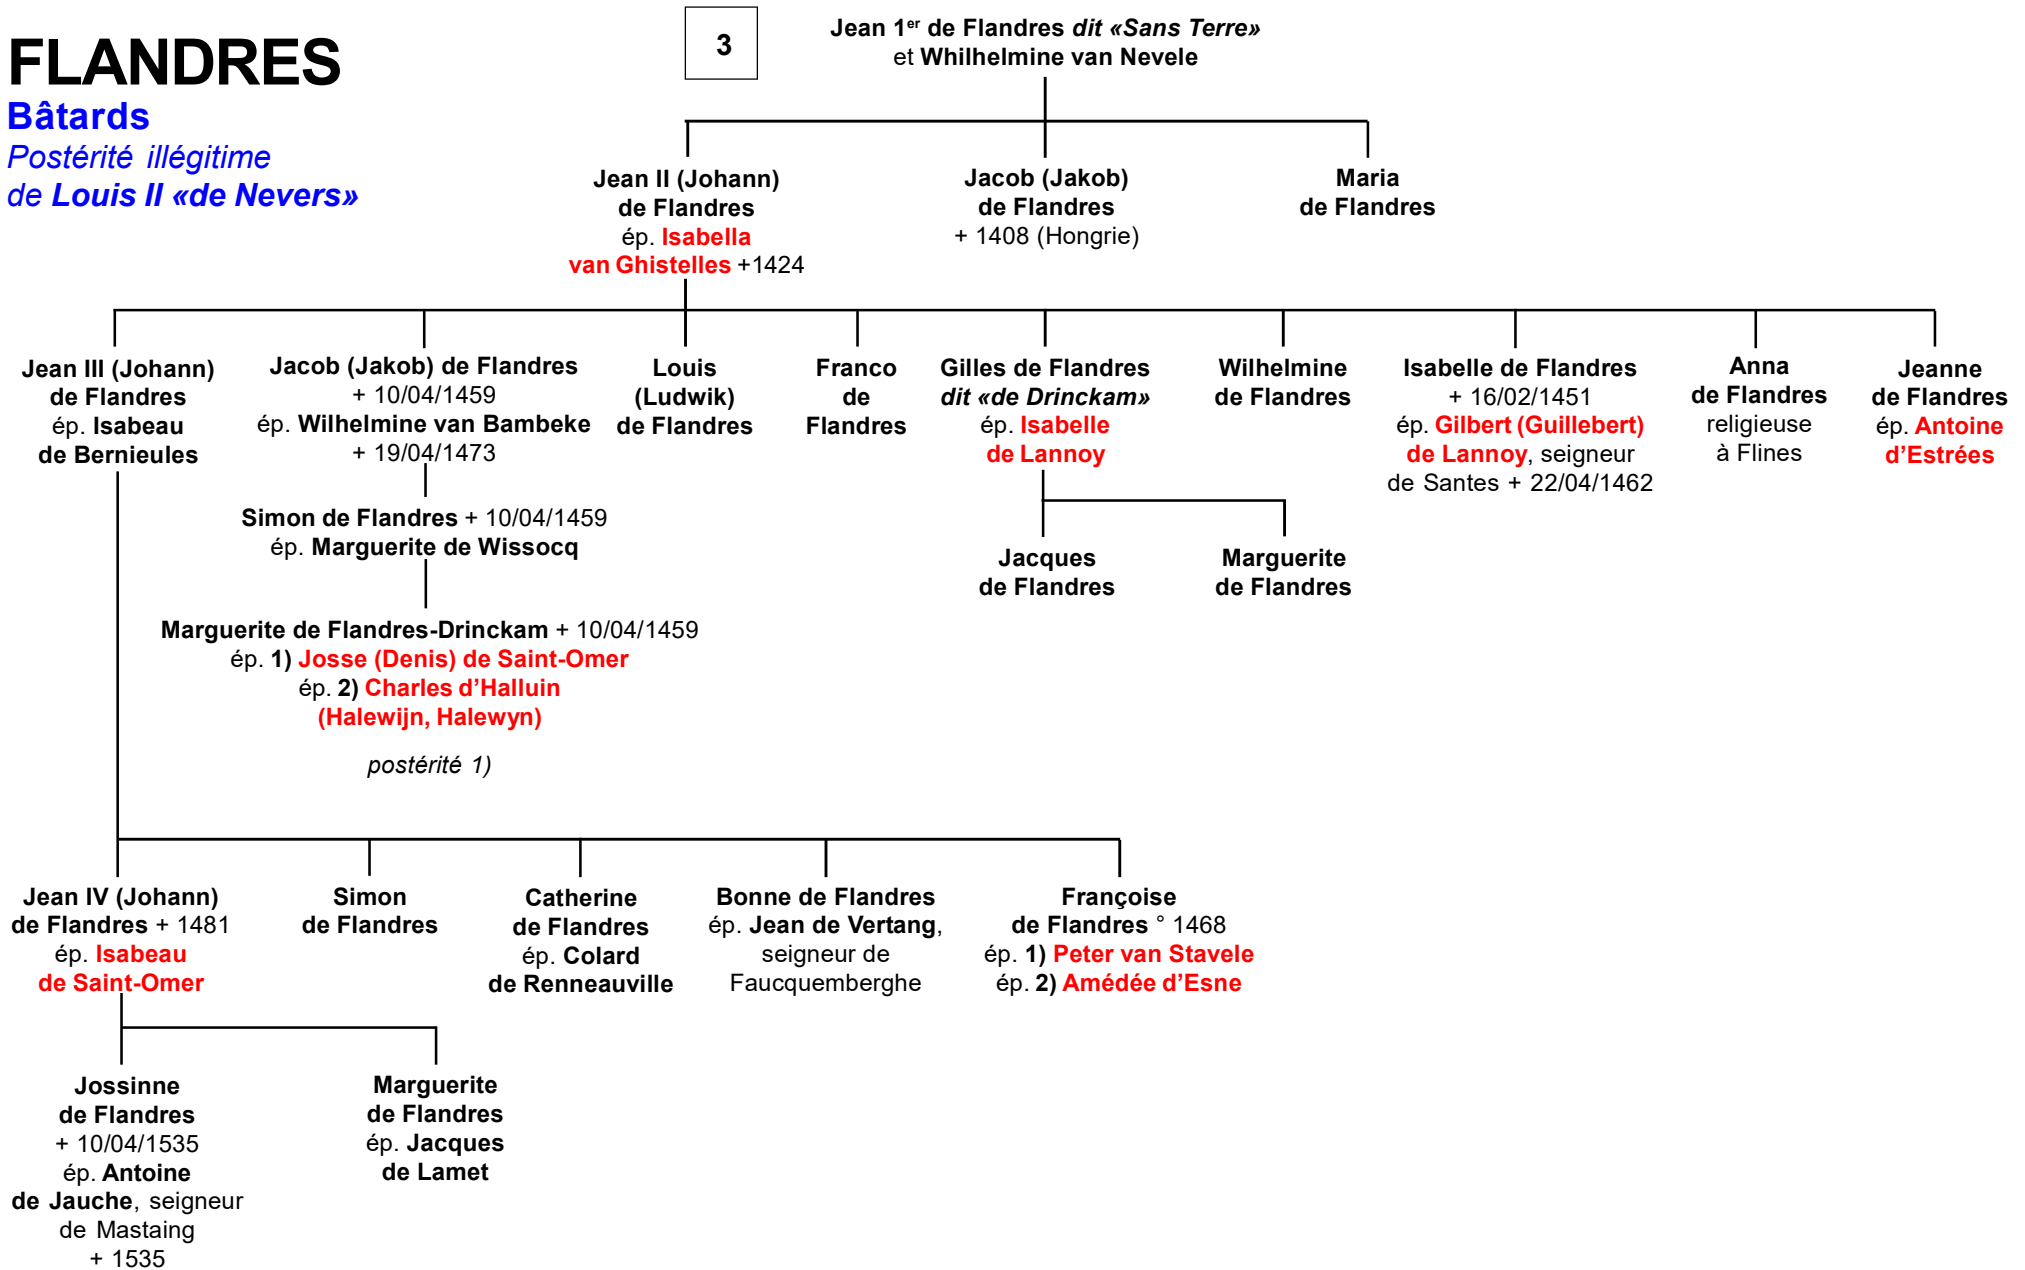 FLANDRES
Bâtards
Postérité illégitime
de Louis II «de Nevers»
3
Jean 1er de Flandres dit «Sans Terre»
et Whilhelmine van Nevele
Jean II (Johann)
de Flandres
ép. Isabella
van Ghistelles +1424
Jacob (Jakob)
de Flandres
+ 1408 (Hongrie)
Maria
de Flandres
Jean III (Johann)
de Flandres
ép. Isabeau
de Bernieules
Jacob (Jakob) de Flandres
+ 10/04/1459
ép. Wilhelmine van Bambeke
+ 19/04/1473
Louis
(Ludwik)
de Flandres
Franco
de
Flandres
Gilles de Flandres
dit «de Drinckam»
ép. Isabelle
de Lannoy
Wilhelmine
de Flandres
Isabelle de Flandres
+ 16/02/1451
ép. Gilbert (Guillebert)
de Lannoy, seigneur
de Santes + 22/04/1462
Anna
de Flandres
religieuse
à Flines
Jeanne
de Flandres
ép. Antoine
d'Estrées
Simon de Flandres + 10/04/1459
ép. Marguerite de Wissocq
Jacques
de Flandres
Marguerite
de Flandres
Marguerite de Flandres-Drinckam + 10/04/1459
ép. 1) Josse (Denis) de Saint-Omer
ép. 2) Charles d'Halluin
(Halewijn, Halewyn)
postérité 1)
Jean IV (Johann)
de Flandres + 1481
ép. Isabeau
de Saint-Omer
Simon
de Flandres
Catherine
de Flandres
ép. Colard
de Renneauville
Bonne de Flandres
ép. Jean de Vertang,
seigneur de
Faucquemberghe
Françoise
de Flandres ° 1468
ép. 1) Peter van Stavele
ép. 2) Amédée d'Esne
Jossinne
de Flandres
+ 10/04/1535
ép. Antoine
de Jauche, seigneur
de Mastaing
+ 1535
Marguerite
de Flandres
ép. Jacques
de Lamet